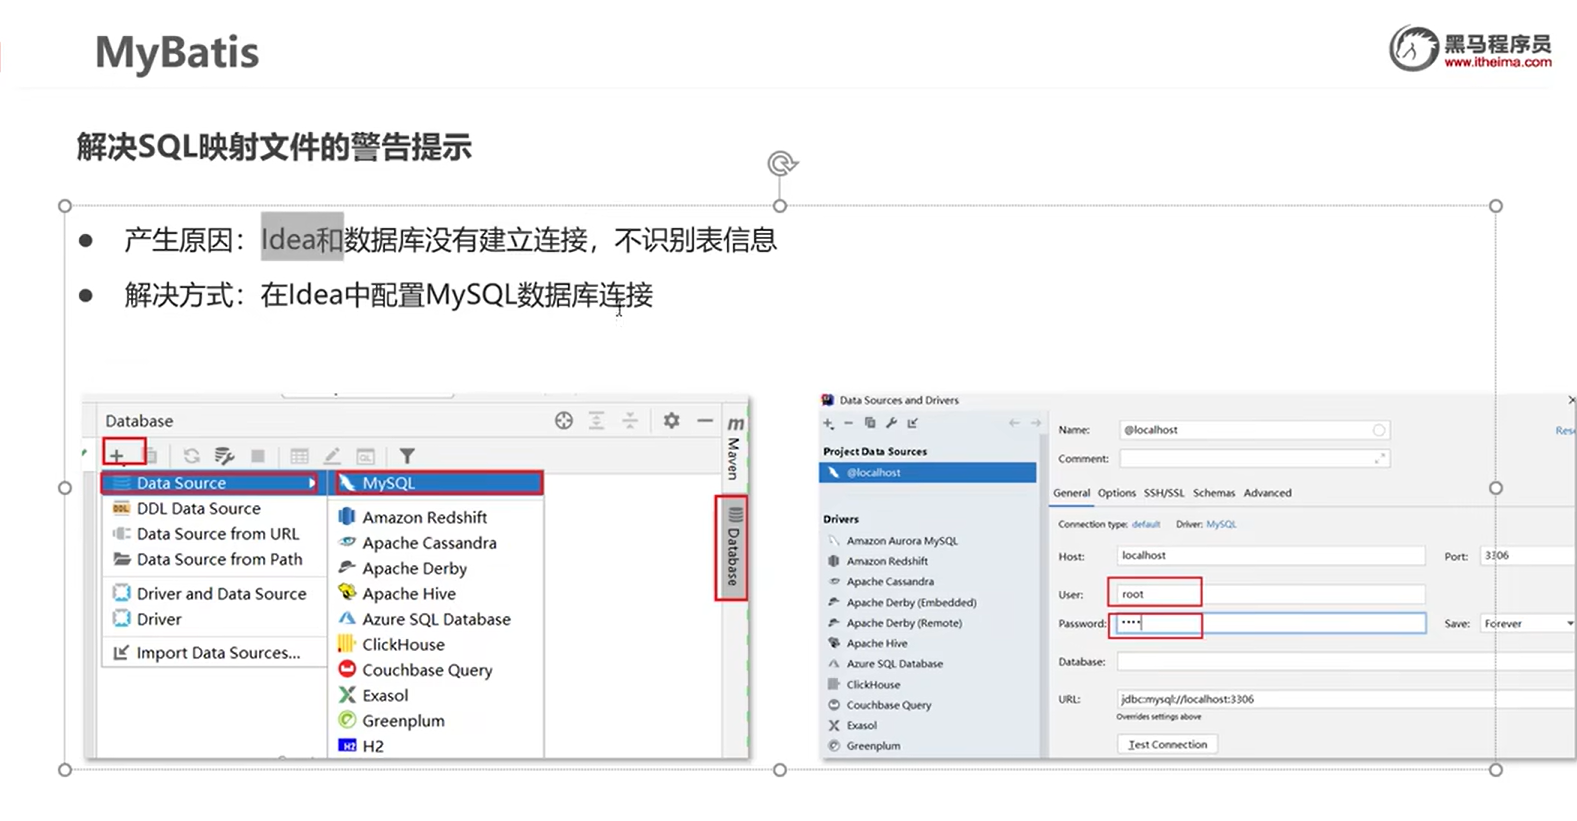 MyBatis
黑马程序员
www.itheima.com
解决SQL映射文件的警告提示
● 产生原因：Idea和数据库没有建立连接，不识别表信息
● 解决方式：在Idea中配置MySQL数据库连接
Database
Data Source
DDL Data Source
Data Source from URL
Data Source from Path
Driver and Data Source
Driver
Import Data Sources...
MySQL
Amazon Redshift
Apache Cassandra
Apache Derby
Apache Hive
Azure SQL Database
ClickHouse
Couchbase Query
Exasol
Greenplum
H2
Maven
Database
Data Sources and Drivers
Project Data Sources
@localhost
Drivers
Amazon Aurora MySQL
Amazon Redshift
Apache Cassandra
Apache Derby (Embedded)
Apache Derby (Remote)
Apache Hive
Azure SQL Database
ClickHouse
Couchbase Query
Exasol
Greenplum
Name: @localhost
Rese
Comment:
General Options SSH/SSL Schemas Advanced
Connection type: default Driver: MySQL
Host: localhost Port: 3306
User: root
Password: •••• Save: Forever
Database:
URL: jdbc:mysql://localhost:3306
Overrides settings above
Test Connection